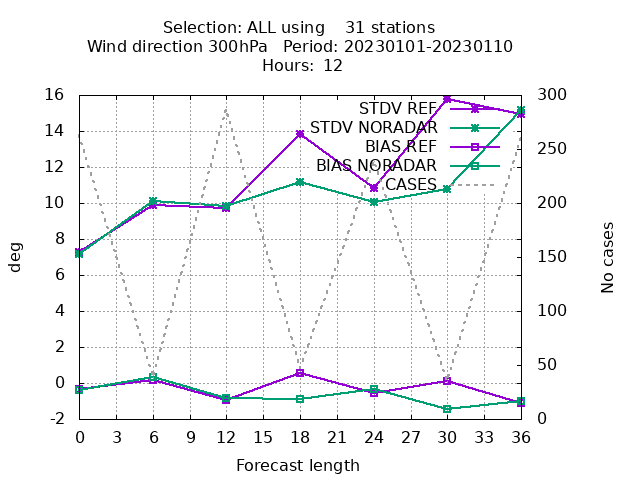 Selection: ALL using    31 stations
Wind direction 300hPa   Period: 20230101-20230110
Hours:  12
STDV REF
STDV NORADAR
BIAS REF
BIAS NORADAR
CASES
16
14
12
10
8
6
4
2
0
-2
300
250
200
150
100
50
0
deg
No cases
0 3 6 9 12 15 18 21 24 27 30 33 36
Forecast length